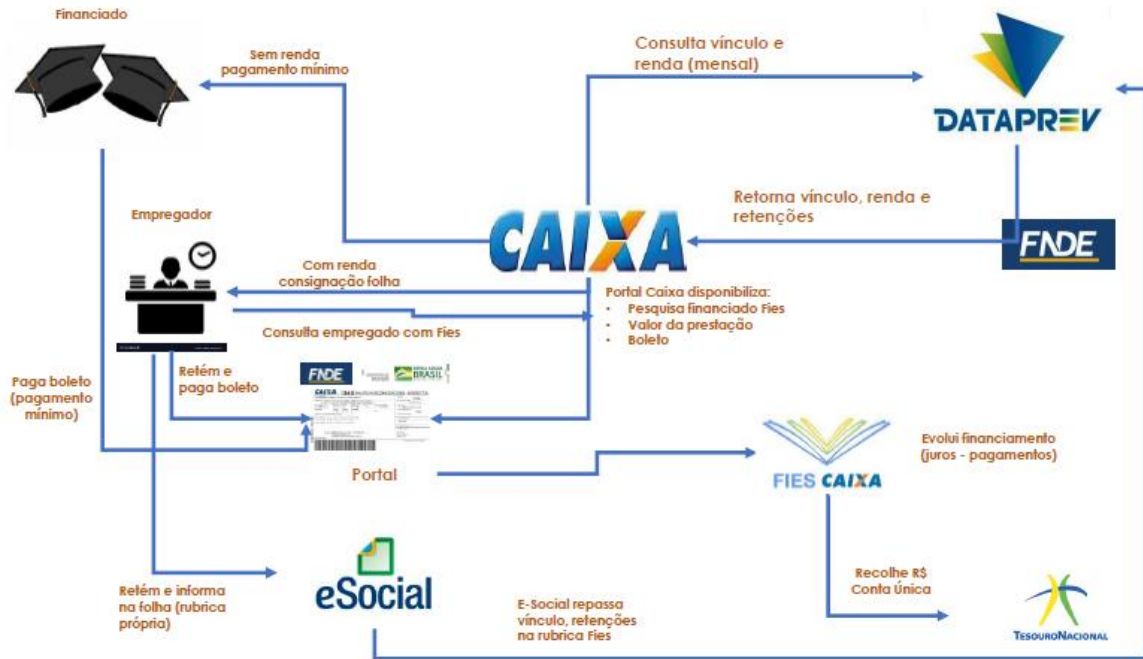 Financiado
Sem renda
pagamento mínimo
Consulta vínculo e
renda (mensal)
DATAPREV
Empregador
Retorna vínculo, renda e
retenções
CAIXA
FNDE
Com renda
consignação folha
Portal Caixa disponibiliza:
• Pesquisa financiado Fies
• Valor da prestação
• Boleto
Consulta empregado com Fies
Paga boleto
(pagamento
mínimo)
Retém e
paga boleto
FNDE
BRASIL
CAIXA
Portal
FIES CAIXA
Evolui financiamento
(juros - pagamentos)
Retém e informa
na folha (rubrica
própria)
eSocial
E-Social repassa
vínculo, retenções
na rubrica Fies
Recolhe R$
Conta Única
TESOURONACIONAL